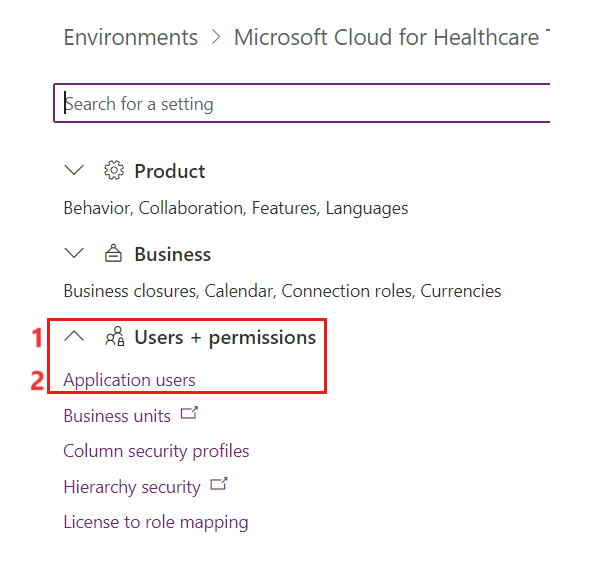 Environments > Microsoft Cloud for Healthcare
Search for a setting
Product
Behavior, Collaboration, Features, Languages
Business
Business closures, Calendar, Connection roles, Currencies
1 Users + permissions
2 Application users
Business units
Column security profiles
Hierarchy security
License to role mapping